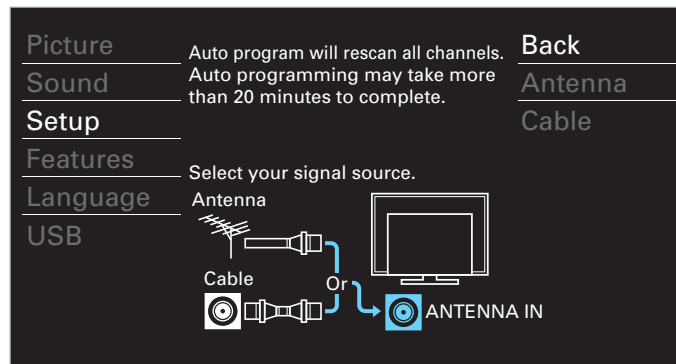 Picture
Sound
Setup
Features
Language
USB
Auto program will rescan all channels.
Auto programming may take more
than 20 minutes to complete.
Select your signal source.
Antenna
Cable
Or
ANTENNA IN
Back
Antenna
Cable